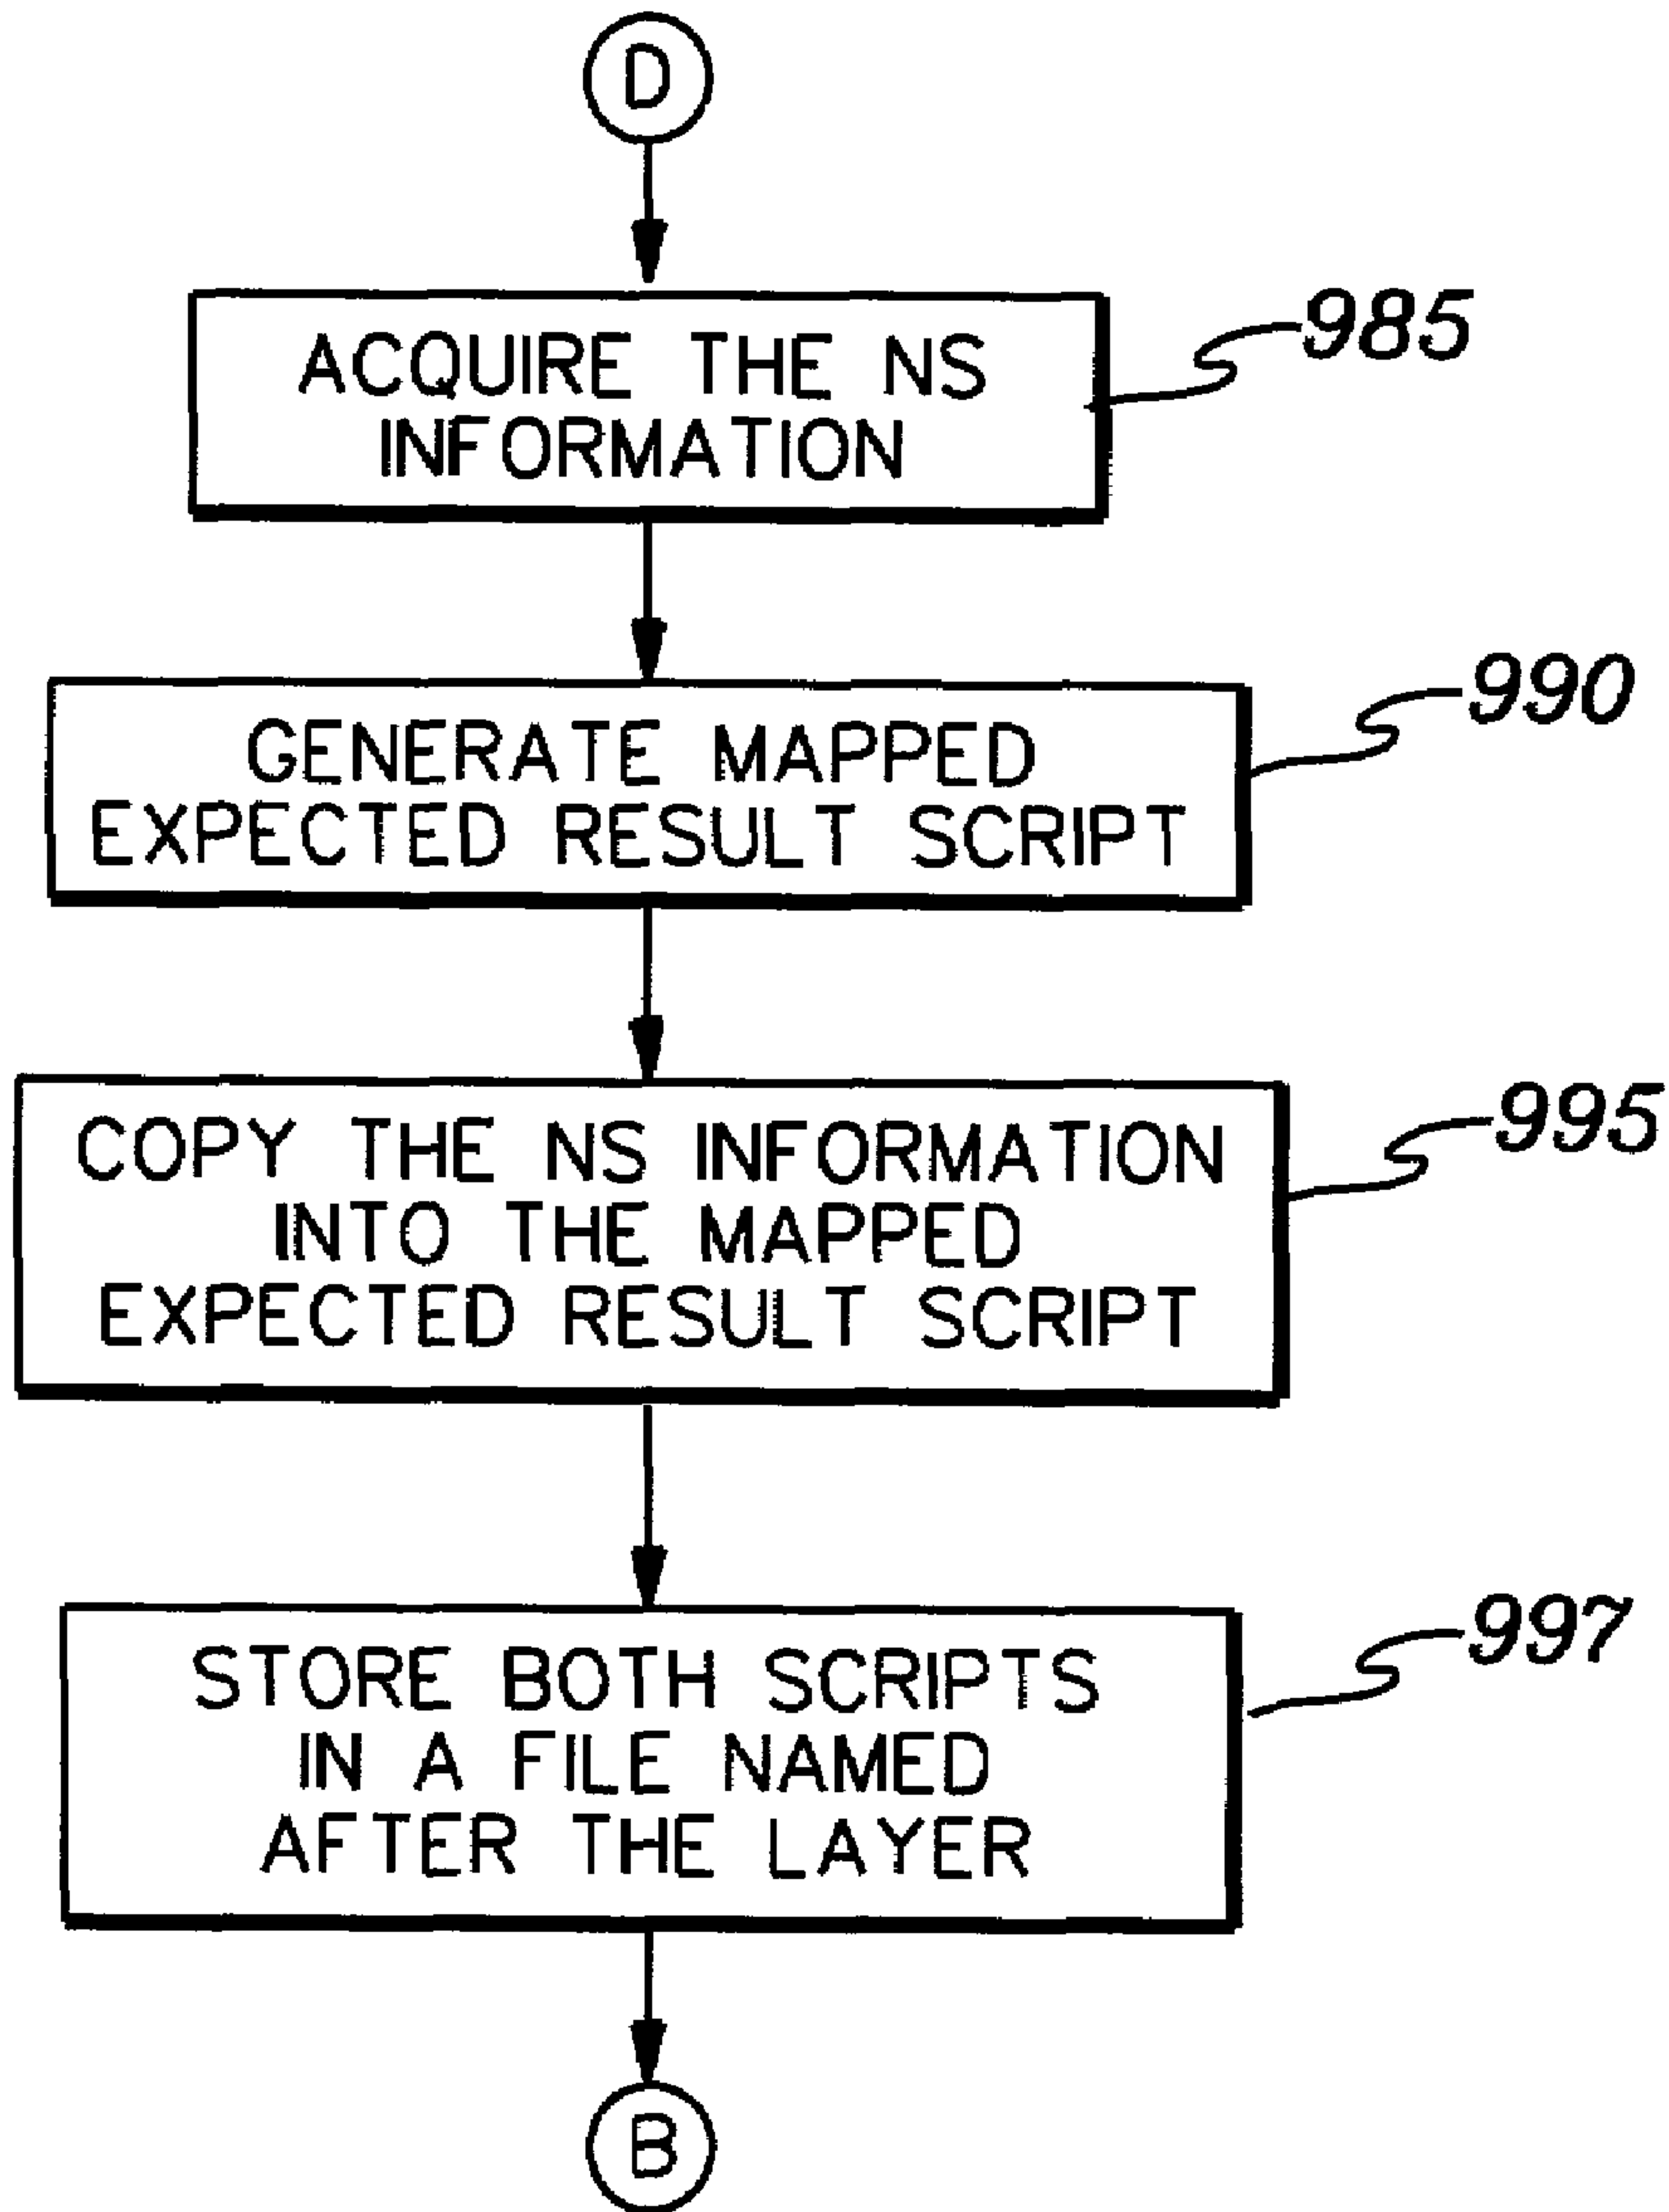 D
ACQUIRE THE NS
INFORMATION
985
GENERATE MAPPED
EXPECTED RESULT SCRIPT
990
COPY THE NS INFORMATION
INTO THE MAPPED
EXPECTED RESULT SCRIPT
995
STORE BOTH SCRIPTS
IN A FILE NAMED
AFTER THE LAYER
997
B